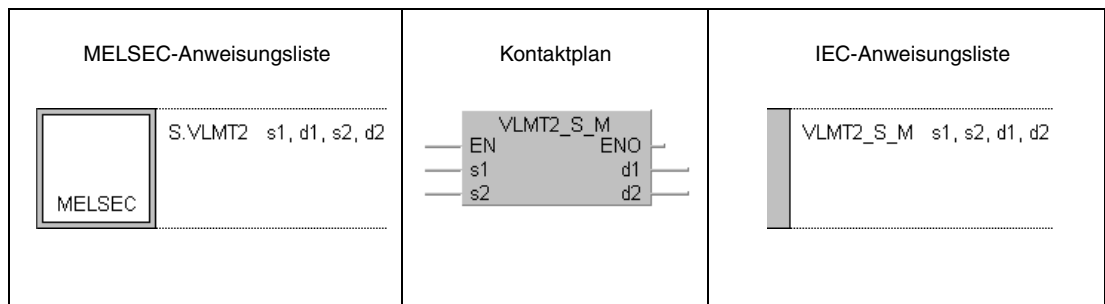 MELSEC-Anweisungsliste
MELSEC
S.VLMT2 s1, d1, s2, d2
Kontaktplan
VLMT2_S_M
EN ENO
s1 d1
s2 d2
IEC-Anweisungsliste
VLMT2_S_M s1, s2, d1, d2